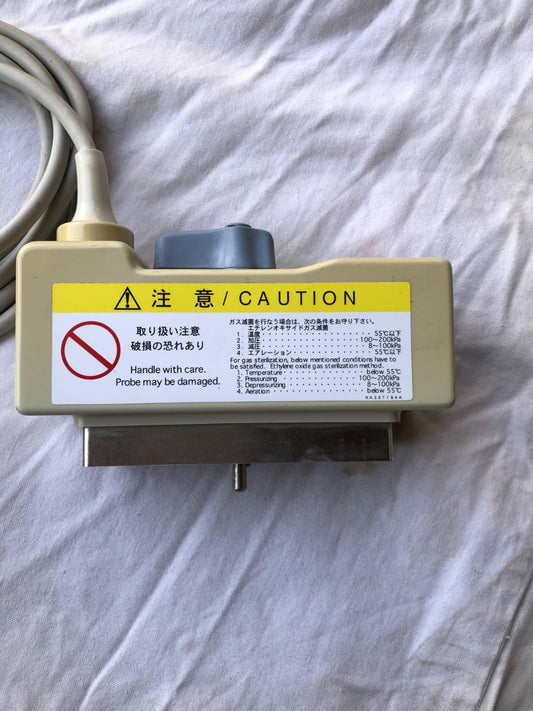 注意/CAUTION
取り扱い注意
破損の恐れあり
Handle with care.
Probe may be damaged.
ガス滅菌を行なう場合は、次の条件をお守り下さい。
エチレンオキサイドガス滅菌
1. 温度・・・・・・・・・・55℃以下
2. 加圧・・・・・・・・・・100~200kPa
3. 減圧・・・・・・・・・・8~100kPa
4. エアレーション・・・・・・・・・・55℃以下
For gas sterilization, below mentioned conditions have to
be satisfied. Ethylene oxide gas sterilization method.
1. Temperature・・・・・・・・・・below 55℃
2. Pressurizing・・・・・・・・・・100~200kPa
3. Depressurizing・・・・・・・・・・8~100kPa
4. Aeration・・・・・・・・・・below 55℃